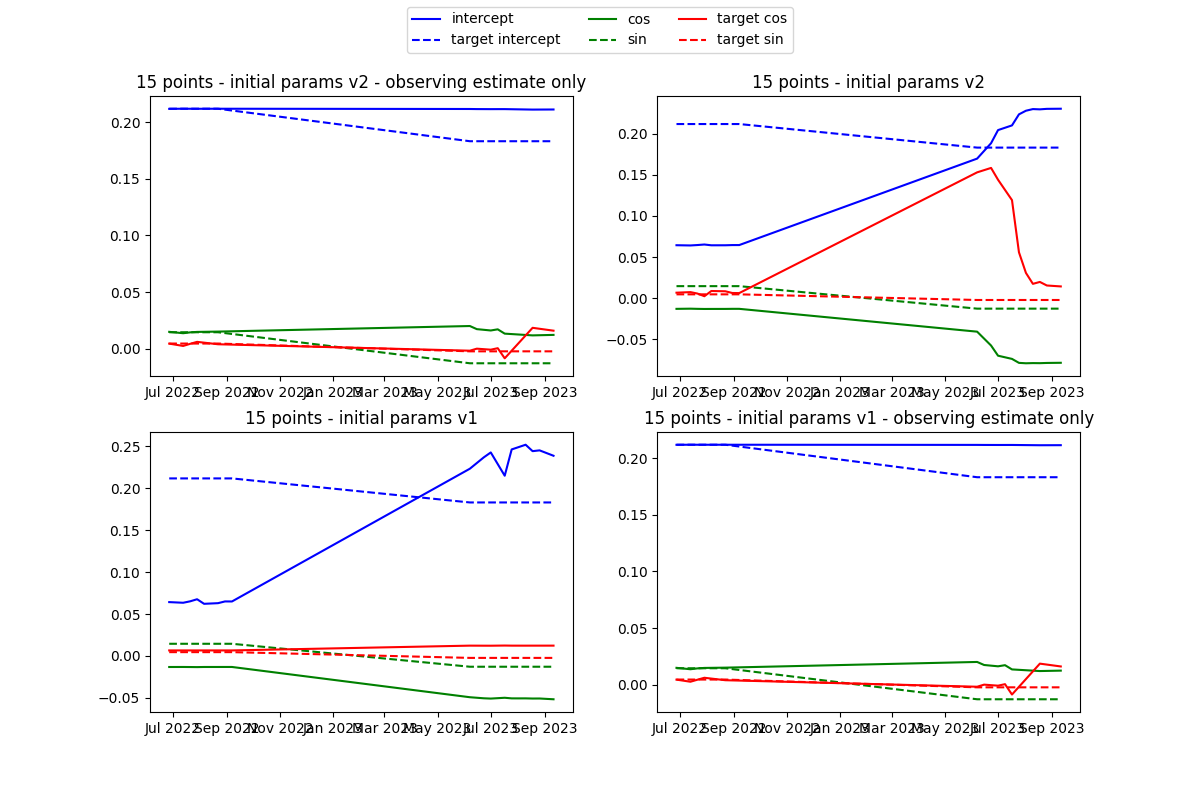 intercept cos target cos
target intercept sin target sin
15 points - initial params v2 - observing estimate only
15 points - initial params v2
0.20
0.15
0.10
0.05
0.00
Jul 2022 Sep 2022 Nov 2022 Jan 2023 Mar 2023 May 2023 Jul 2023 Sep 2023
0.20
0.15
0.10
0.05
0.00
−0.05
Jul 2022 Sep 2022 Nov 2022 Jan 2023 Mar 2023 May 2023 Jul 2023 Sep 2023
15 points - initial params v1
15 points - initial params v1 - observing estimate only
0.25
0.20
0.15
0.10
0.05
0.00
−0.05
Jul 2022 Sep 2022 Nov 2022 Jan 2023 Mar 2023 May 2023 Jul 2023 Sep 2023
0.20
0.15
0.10
0.05
0.00
Jul 2022 Sep 2022 Nov 2022 Jan 2023 Mar 2023 May 2023 Jul 2023 Sep 2023